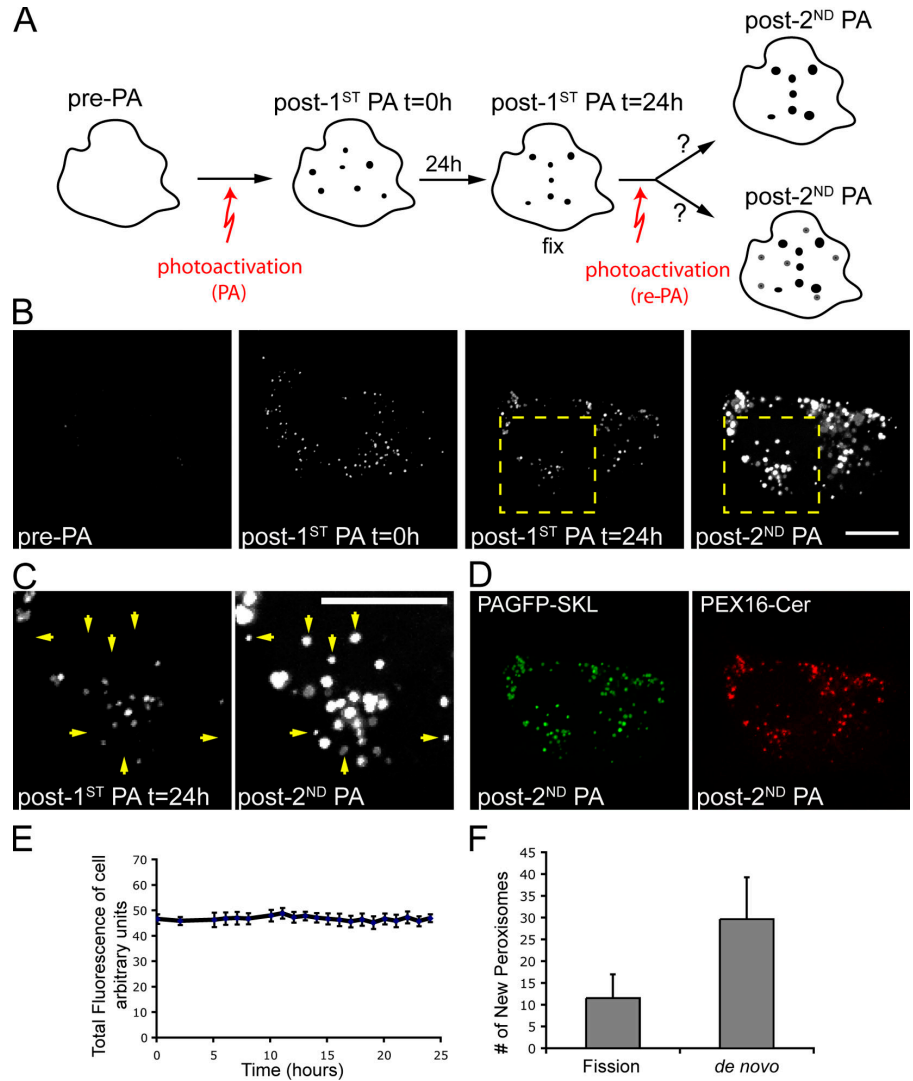 A
pre-PA
post-1ST PA t=0h
post-1ST PA t=24h
post-2ND PA
24h
?
?
photoactivation
(PA)
fix
photoactivation
(re-PA)
post-2ND PA
B
pre-PA
post-1ST PA t=0h
post-1ST PA t=24h
post-2ND PA
C
post-1ST PA t=24h
post-2ND PA
D
PAGFP-SKL
PEX16-Cer
post-2ND PA
post-2ND PA
E
Total Fluorescence of cell
arbitrary units
70
60
50
40
30
20
10
0
0
5
10
15
20
25
Time (hours)
F
# of New Peroxisomes
45
40
35
30
25
20
15
10
5
0
Fission
de novo